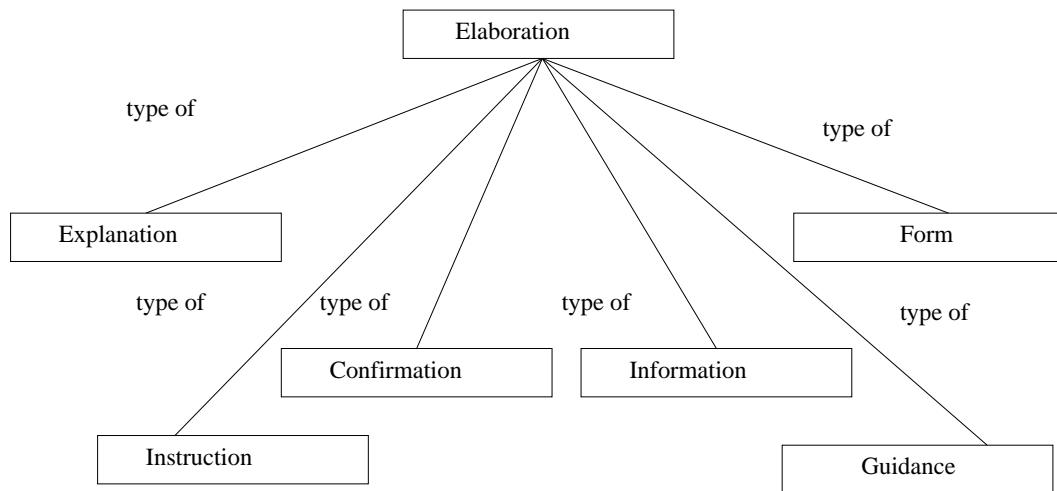 Elaboration
type of
type of
Explanation
Form
type of
type of
type of
type of
Confirmation
Information
Instruction
Guidance